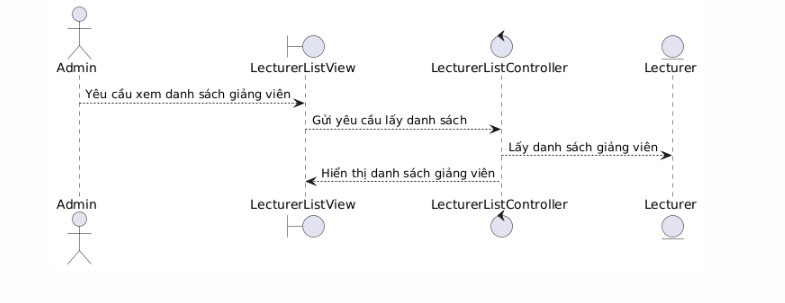 Admin
LecturerListView
LecturerListController
Lecturer
Yêu cầu xem danh sách giảng viên
Gửi yêu cầu lấy danh sách
Lấy danh sách giảng viên
Hiển thị danh sách giảng viên
Admin
LecturerListView
LecturerListController
Lecturer